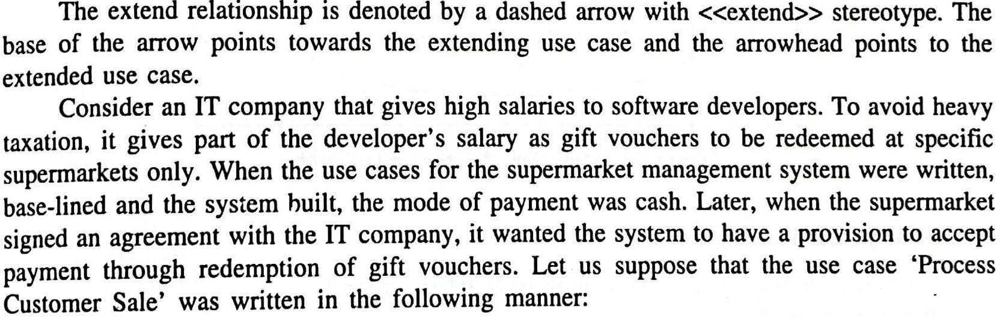 The extend relationship is denoted by a dashed arrow with <<extend>> stereotype. The
base of the arrow points towards the extending use case and the arrowhead points to the
extended use case.
Consider an IT company that gives high salaries to software developers. To avoid heavy
taxation, it gives part of the developer's salary as gift vouchers to be redeemed at specific
supermarkets only. When the use cases for the supermarket management system were written,
base-lined and the system built, the mode of payment was cash. Later, when the supermarket
signed an agreement with the IT company, it wanted the system to have a provision to accept
payment through redemption of gift vouchers. Let us suppose that the use case ‘Process
Customer Sale’ was written in the following manner: